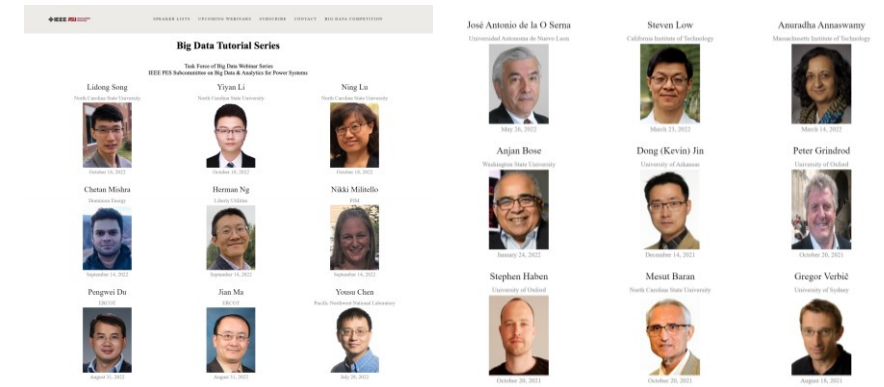 IEEE PES
SPEAKER LISTS UPCOMING WEBINARS SUBSCRIBE CONTACT BIG DATA COMPETITION
Big Data Tutorial Series
Task Force of Big Data Webinar Series
IEEE PES Subcommittee on Big Data & Analytics for Power Systems
Lidong Song Yiyan Li Ning Lu
North Carolina State University North Carolina State University North Carolina State University
October 18, 2022 October 18, 2022 October 18, 2022
Chetan Mishra Herman Ng Nikki Militello
Dominion Energy Liberty Utilities PJM
September 14, 2022 September 14, 2022 September 14, 2022
Pengwei Du Jian Ma Yousu Chen
ERCOT ERCOT Pacific Northwest National Laboratory
August 31, 2022 August 31, 2022 July 26, 2022
José Antonio de la O Serna Steven Low Anuradha Annaswamy
Universidad Autonoma de Nuevo Leon California Institute of Technology Massachusetts Institute of Technology
May 26, 2022 March 23, 2022 March 14, 2022
Anjan Bose Dong (Kevin) Jin Peter Grindrod
Washington State University University of Arkansas University of Oxford
January 24, 2022 December 14, 2021 October 20, 2021
Stephen Haben Mesut Baran Gregor Verbič
University of Oxford North Carolina State University University of Sydney
October 20, 2021 October 20, 2021 August 18, 2021